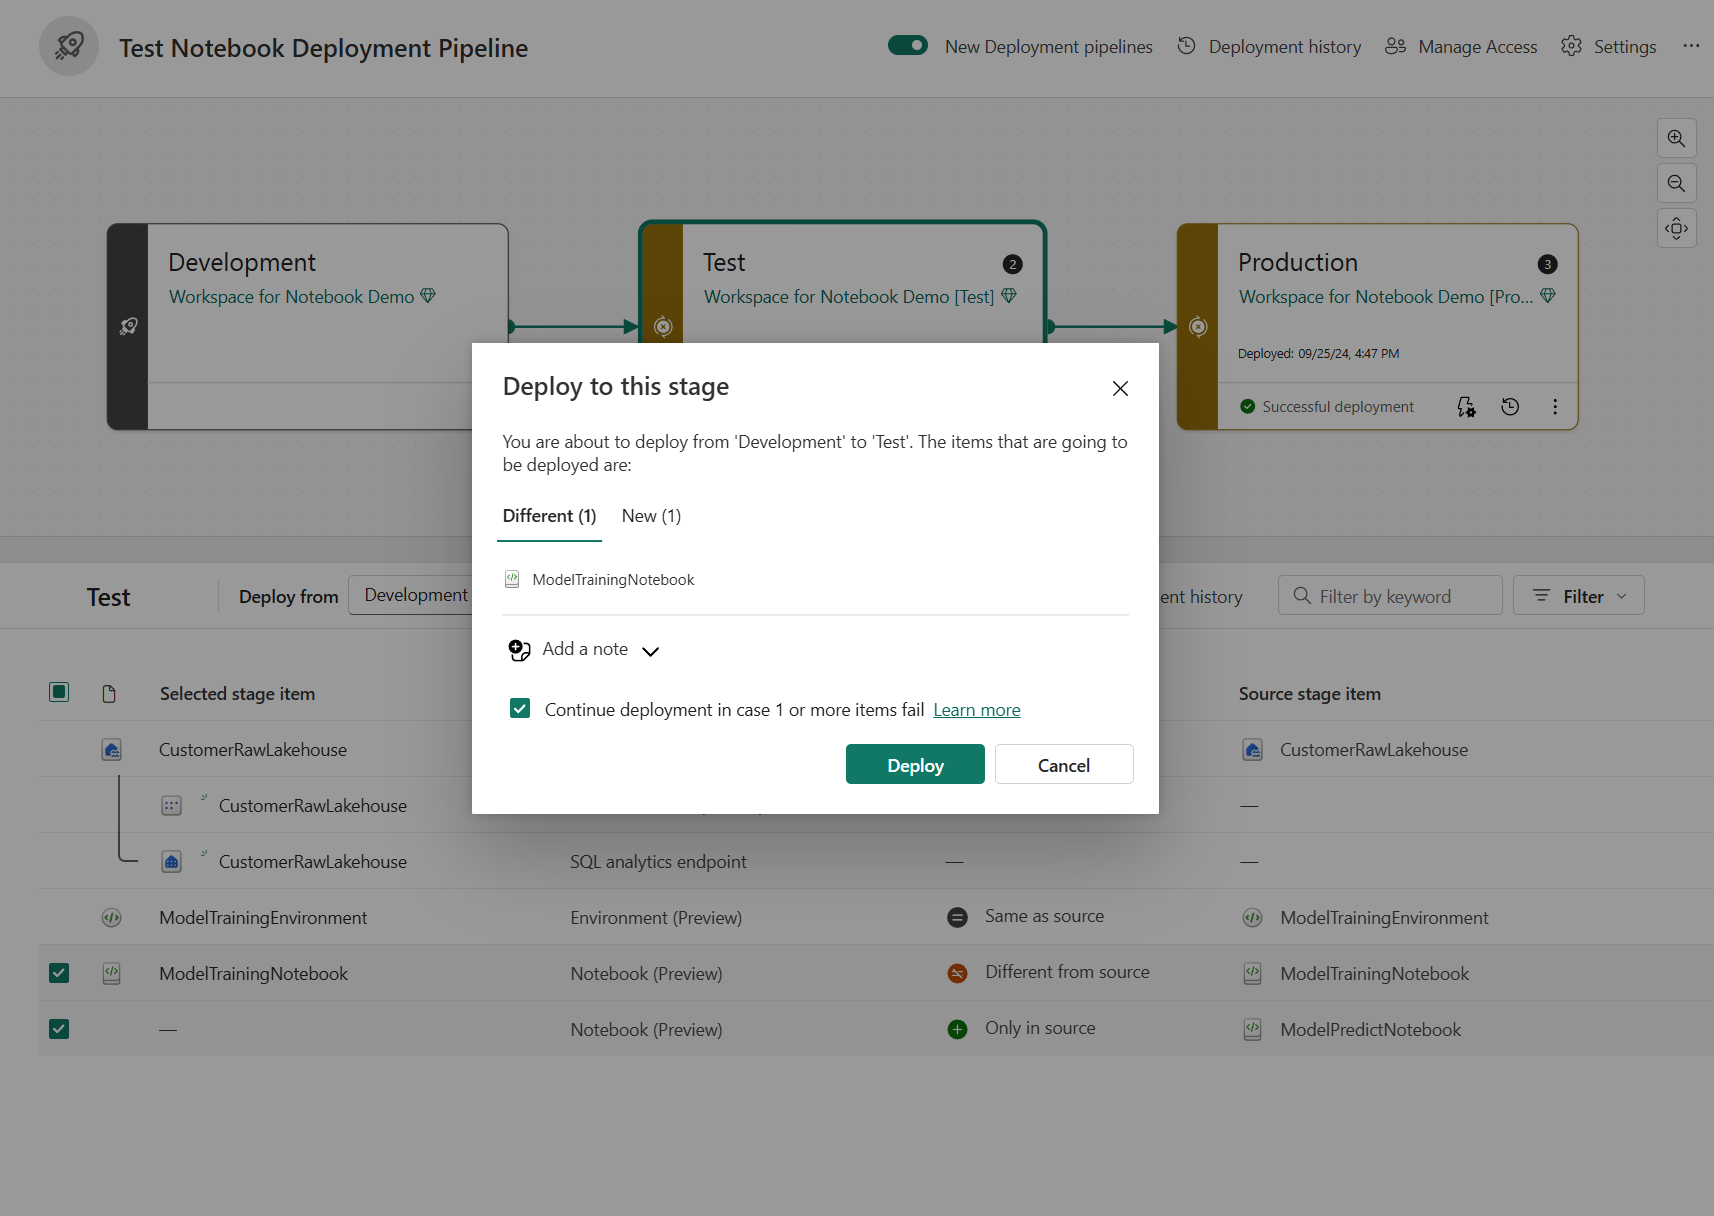 Test Notebook Deployment Pipeline
New Deployment pipelines
Deployment history
Manage Access
Settings
Development
Workspace for Notebook Demo
Test
2
Workspace for Notebook Demo [Test]
Production
3
Workspace for Notebook Demo [Pro...
Deployed: 09/25/24, 4:47 PM
Successful deployment
Deploy to this stage
You are about to deploy from 'Development' to 'Test'. The items that are going to
be deployed are:
Different (1)
New (1)
ModelTrainingNotebook
Add a note
Continue deployment in case 1 or more items fail Learn more
Deploy
Cancel
Test
Deploy from
Development
ent history
Filter by keyword
Filter
Selected stage item
Source stage item
CustomerRawLakehouse
CustomerRawLakehouse
CustomerRawLakehouse
—
CustomerRawLakehouse
SQL analytics endpoint
—
—
ModelTrainingEnvironment
Environment (Preview)
Same as source
ModelTrainingEnvironment
ModelTrainingNotebook
Notebook (Preview)
Different from source
ModelTrainingNotebook
—
Notebook (Preview)
Only in source
ModelPredictNotebook